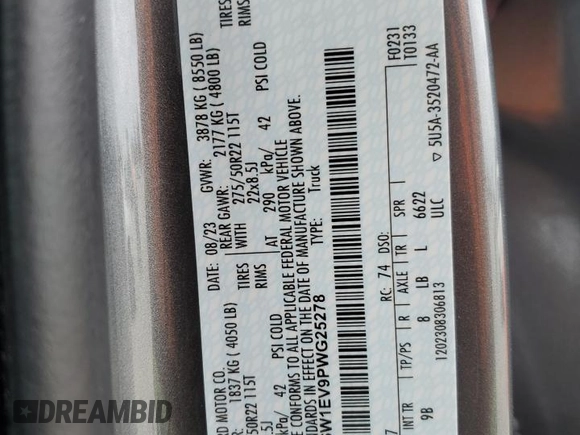 RD MOTOR CO.
DATE: 08/23
GVWR: 3878 KG ( 8550 LB)
1837 KG ( 4050 LB)
REAR GAWR: 2177 KG ( 4800 LB)
50R22 115T
TIRES WITH 275/50R22 115T
TIRES
5J
RIMS
22x8.5J
RIMS
kPa/ 42 PSI COLD
AT 290 kPa/ 42 PSI COLD
CONFORMS TO ALL APPLICABLE FEDERAL MOTOR VEHICLE
NDARDS IN EFFECT ON THE DATE OF MANUFACTURE SHOWN ABOVE.
W1EV9PWG25278
TYPE: Truck
F0231
T0133
RC: 74 DSO:
INT TR TP/PS R AXLE TR SPR
9B 8 LB L 6622
ULC
1202308306813
▽ 5U5A-3520472-AA
DREAMBID